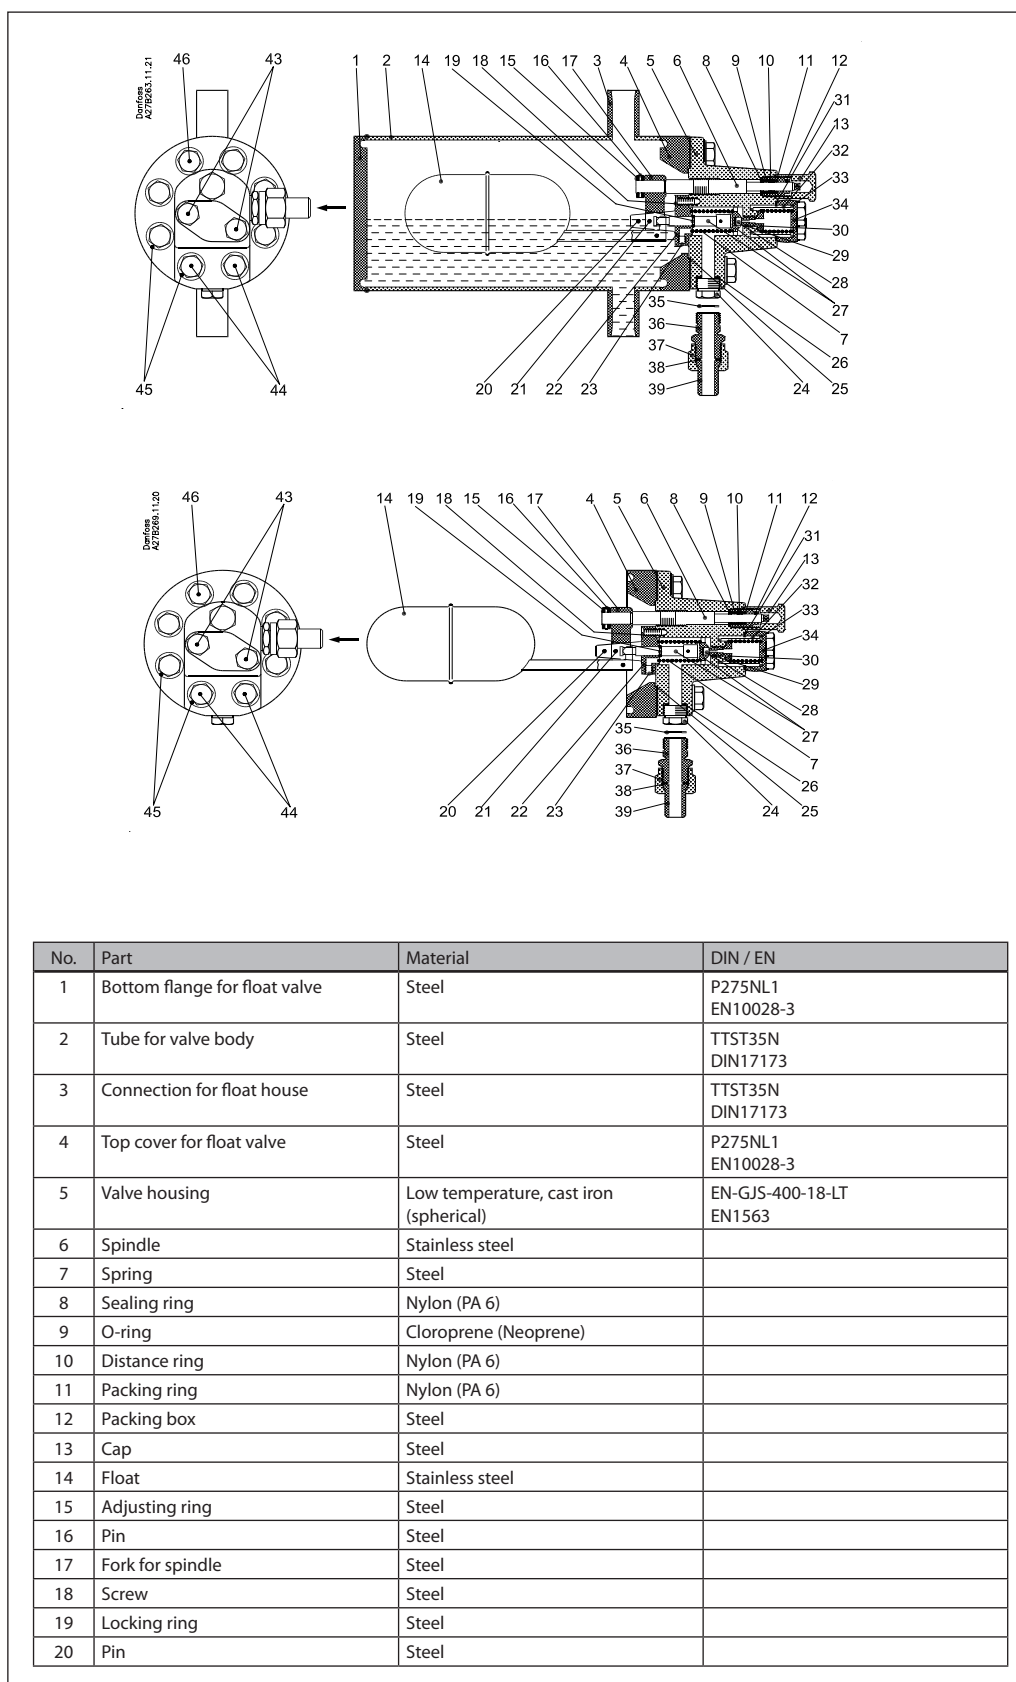 Danfoss
A27B263.11.21
46 43 1 2 14 19 18 15 16 17 3 4 5 6 8 9 10 11 12
31
13
32
33
34
30
29
28
27
7
26
25
24
35
36
37
38
39
20 21 22 23
45 44
Danfoss
A27B269.11.20
46 43 14 19 18 15 16 17 4 5 6 8 9 10 11 12
31
13
32
33
34
30
29
28
27
7
26
25
24
35
36
37
38
39
20 21 22 23
45 44
No. Part Material DIN / EN
1 Bottom flange for float valve Steel P275NL1
EN10028-3
2 Tube for valve body Steel TTST35N
DIN17173
3 Connection for float house Steel TTST35N
DIN17173
4 Top cover for float valve Steel P275NL1
EN10028-3
5 Valve housing Low temperature, cast iron EN-GJS-400-18-LT
(spherical) EN1563
6 Spindle Stainless steel
7 Spring Steel
8 Sealing ring Nylon (PA 6)
9 O-ring Cloroprene (Neoprene)
10 Distance ring Nylon (PA 6)
11 Packing ring Nylon (PA 6)
12 Packing box Steel
13 Cap Steel
14 Float Stainless steel
15 Adjusting ring Steel
16 Pin Steel
17 Fork for spindle Steel
18 Screw Steel
19 Locking ring Steel
20 Pin Steel